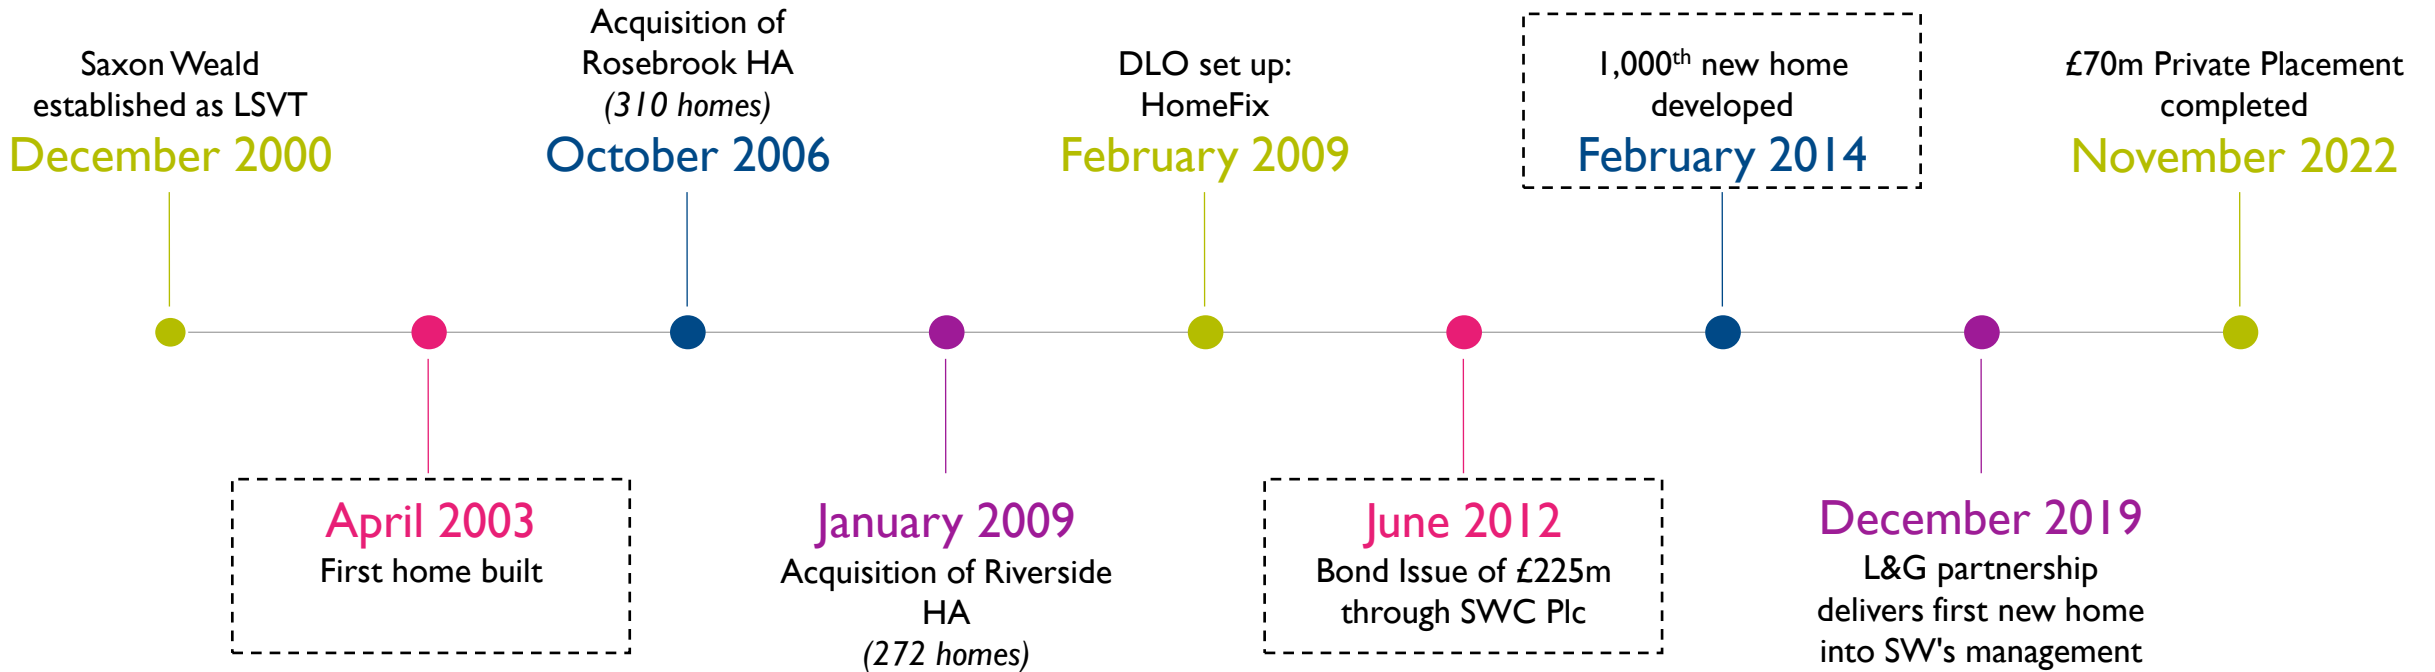 Saxon Weald
established as LSVT
December 2000
April 2003
First home built
Acquisition of
Rosebrook HA
(310 homes)
October 2006
January 2009
Acquisition of Riverside
HA
(272 homes)
DLO set up:
HomeFix
February 2009
June 2012
Bond Issue of £225m
through SWC Plc
1,000th new home
developed
February 2014
December 2019
L&G partnership
delivers first new home
into SW's management
£70m Private Placement
completed
November 2022